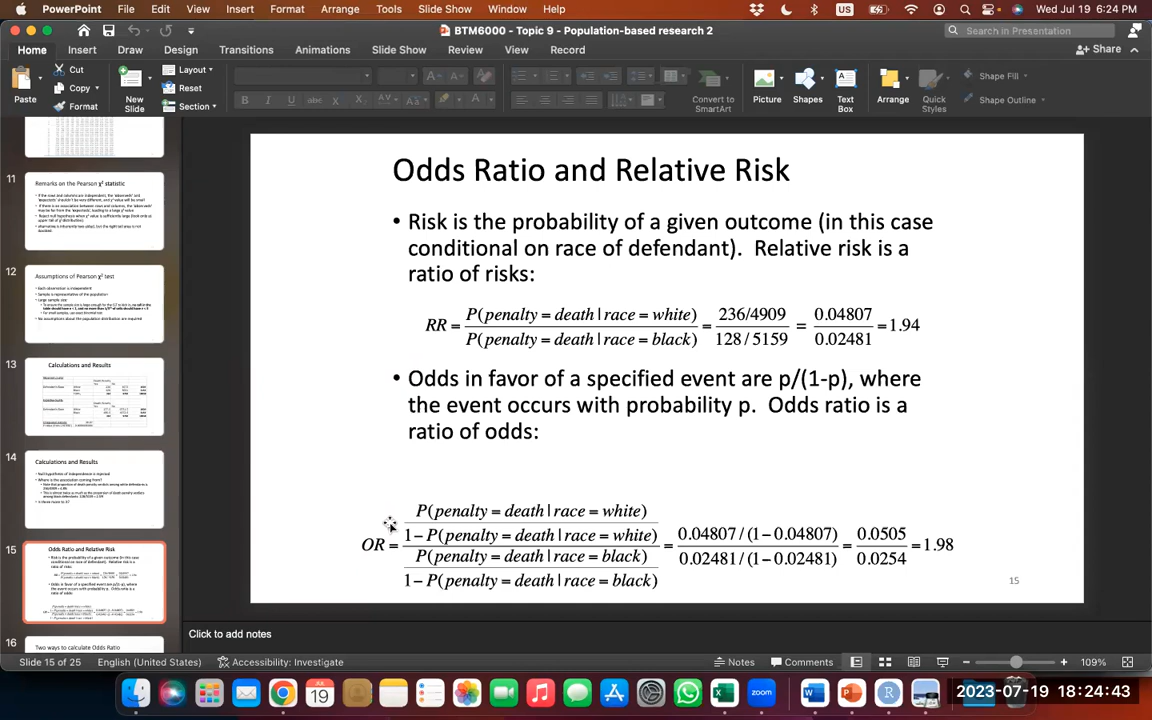 PowerPoint File Edit View Insert Format Arrange Tools Slide Show Window Help US Wed Jul 19 6:24 PM
BTM6000 - Topic 9 - Population-based research 2
Search in Presentation
Home Insert Draw Design Transitions Animations Slide Show Review View Record Share
Paste Cut Copy Format New Slide Layout Reset Section
Convert to SmartArt Picture Shapes Text Box Arrange Quick Styles Shape Fill Shape Outline
11
Remarks on the Pearson χ² statistic
12
Assumptions of Pearson χ² test
13
Calculations and Results
14
Calculations and Results
15
Odds Ratio and Relative Risk
16
Two ways to calculate Odds Ratio
Odds Ratio and Relative Risk
• Risk is the probability of a given outcome (in this case
conditional on race of defendant). Relative risk is a
ratio of risks:
P(penalty = death | race = white) 236/4909 0.04807
RR = = = = 1.94
P(penalty = death | race = black) 128 / 5159 0.02481
• Odds in favor of a specified event are p/(1-p), where
the event occurs with probability p. Odds ratio is a
ratio of odds:
P(penalty = death | race = white)
1 − P(penalty = death | race = white) 0.04807 / (1 − 0.04807) 0.0505
OR = = = = 1.98
P(penalty = death | race = black) 0.02481 / (1 − 0.02481) 0.0254
1 − P(penalty = death | race = black)
15
Click to add notes
Slide 15 of 25 English (United States) Accessibility: Investigate Notes Comments 109%
JUL 19 zoom 2023-07-19 18:24:43